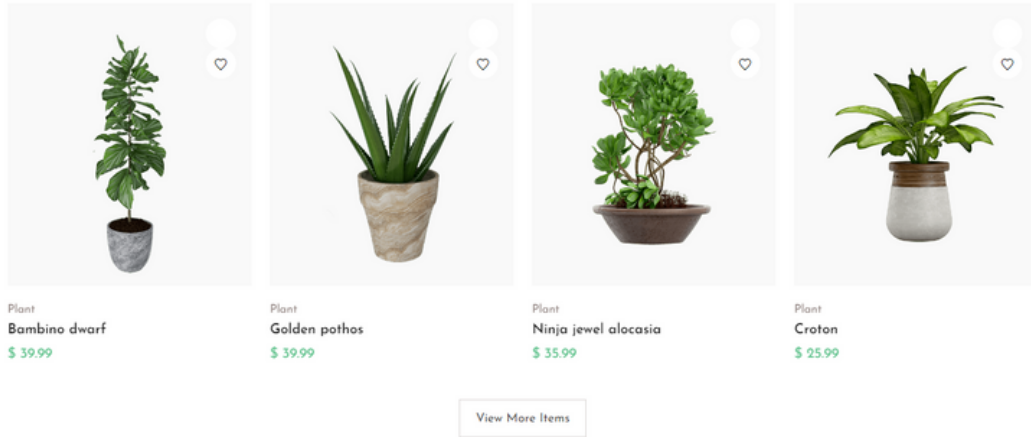 Plant
Bambino dwarf
$ 39.99
Plant
Golden pothos
$ 39.99
Plant
Ninja jewel alocasia
$ 35.99
Plant
Croton
$ 25.99
View More Items